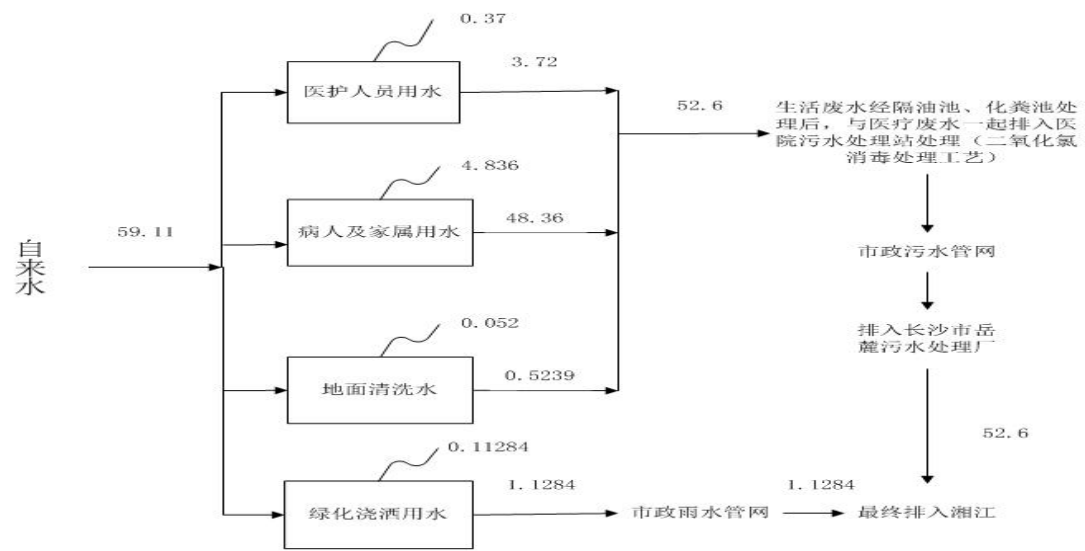 0.37
医护人员用水
3.72
52.6
生活废水经隔油池、化粪池处
理后，与医疗废水一起排入医
院污水处理站处理（二氧化氯
消毒处理工艺）
4.836
病人及家属用水
48.36
59.11
自来水
市政污水管网
0.052
地面清洗水
0.5239
排入长沙市岳
麓污水处理厂
52.6
0.11284
绿化浇洒用水
1.1284
市政雨水管网
1.1284
最终排入湘江